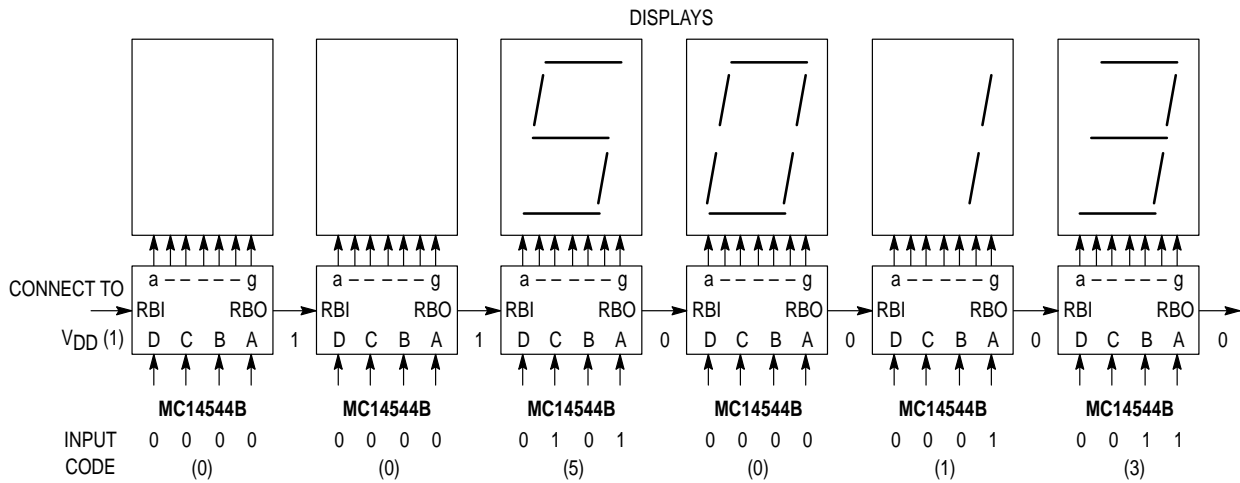 DISPLAYS
a - - - - - g a - - - - - g a - - - - - g a - - - - - g a - - - - - g a - - - - - g
CONNECT TO
RBI RBO RBI RBO RBI RBO RBI RBO RBI RBO RBI RBO
VDD (1) D C B A 1 D C B A 1 D C B A 0 D C B A 0 D C B A 0 D C B A 0
MC14544B MC14544B MC14544B MC14544B MC14544B MC14544B
INPUT 0 0 0 0 0 0 0 0 0 1 0 1 0 0 0 0 0 0 0 1 0 0 1 1
CODE (0) (0) (5) (0) (1) (3)